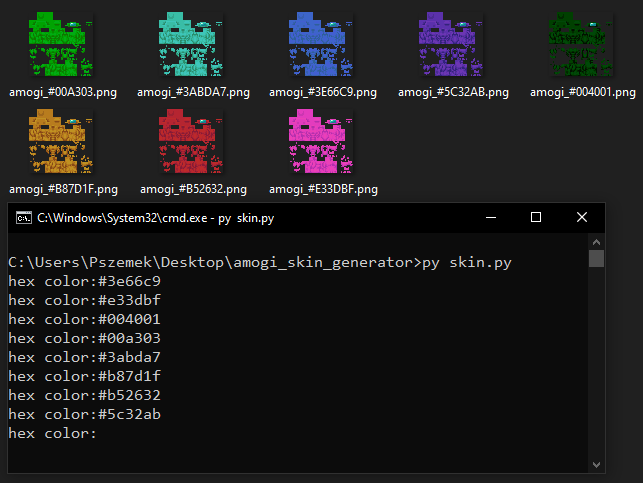 amogi_#00A303.png amogi_#3ABDA7.png amogi_#3E66C9.png amogi_#5C32AB.png amogi_#004001.png
amogi_#B87D1F.png amogi_#B52632.png amogi_#E33DBF.png
C:\Windows\System32\cmd.exe - py skin.py
C:\Users\Pszemek\Desktop\amogi_skin_generator>py skin.py
hex color:#3e66c9
hex color:#e33dbf
hex color:#004001
hex color:#00a303
hex color:#3abda7
hex color:#b87d1f
hex color:#b52632
hex color:#5c32ab
hex color: